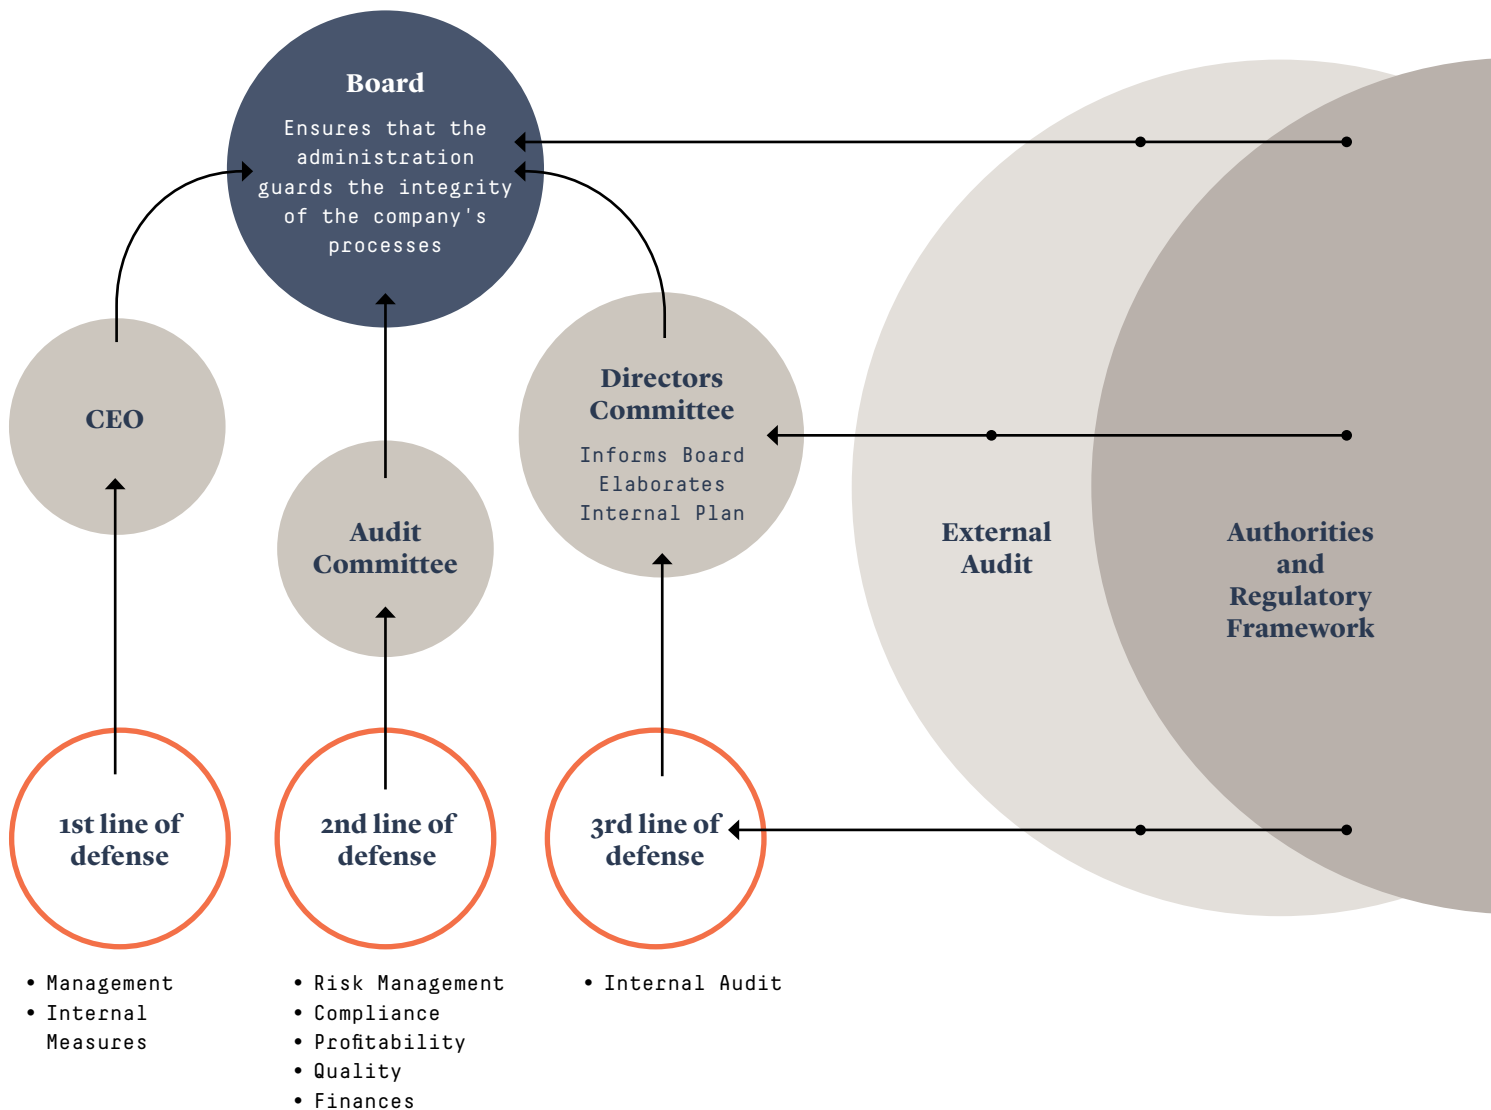 Board
Ensures that the
administration
guards the integrity
of the company's
processes
CEO
Directors
Committee
Informs Board
Elaborates
Internal Plan
Audit
Committee
External
Audit
Authorities
and
Regulatory
Framework
1st line of
defense
2nd line of
defense
3rd line of
defense
• Management
• Internal
Measures
• Risk Management
• Compliance
• Profitability
• Quality
• Finances
• Internal Audit